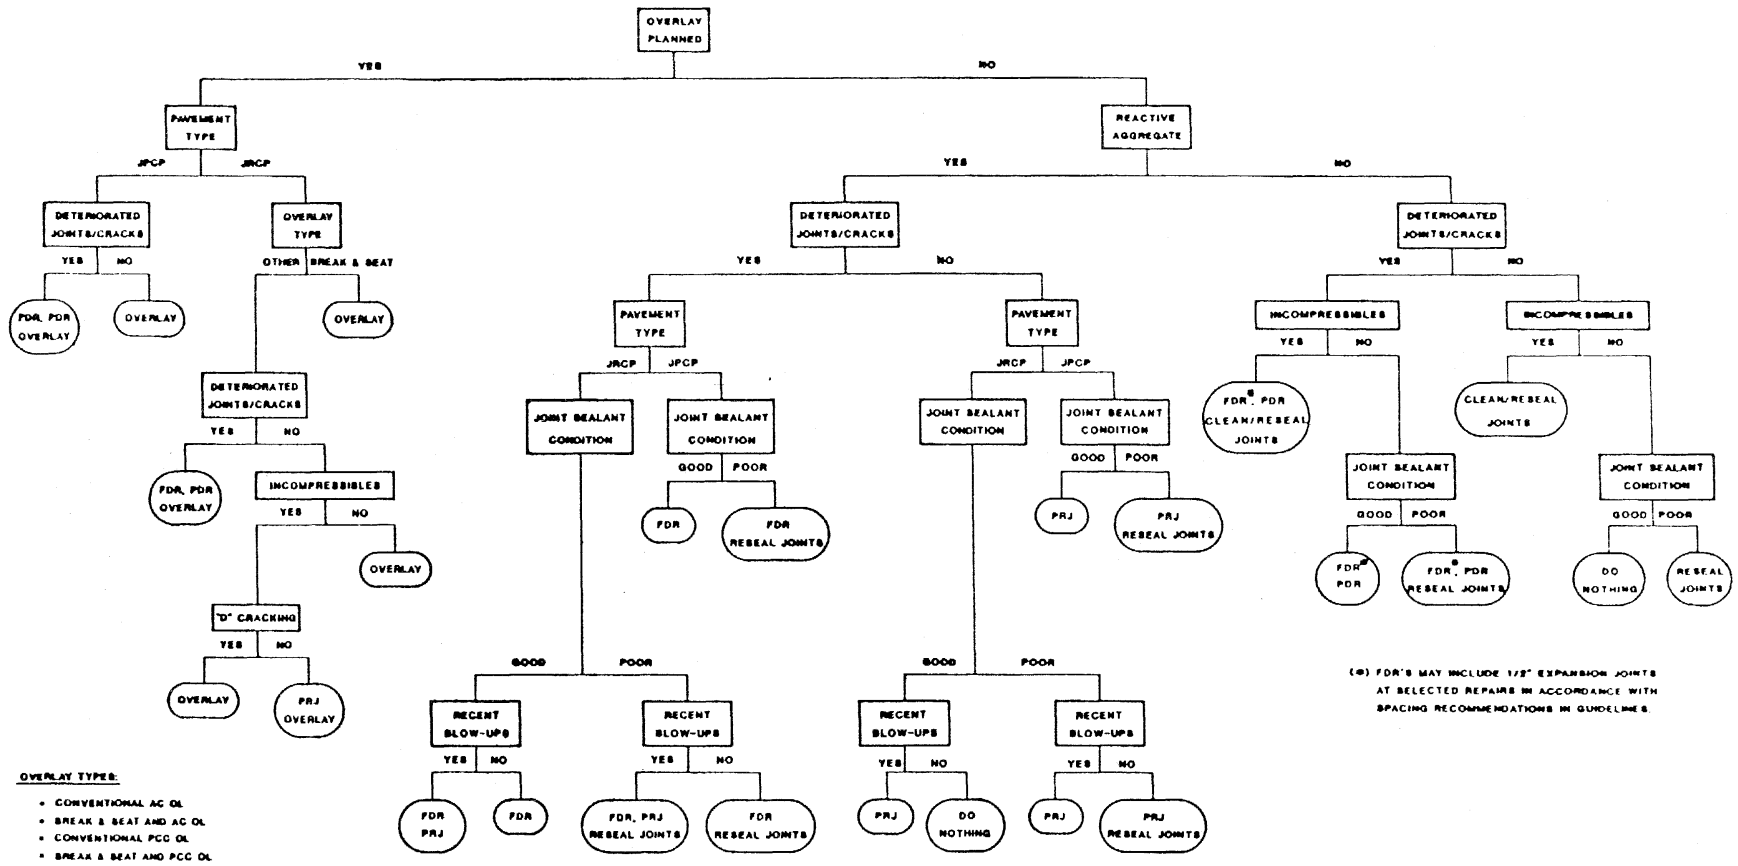 OVERLAY
PLANNED
YES
NO
PAVEMENT
TYPE
REACTIVE
AGGREGATE
JPCP
JRCP
YES
NO
DETERIORATED
JOINTS/CRACKS
OVERLAY
TYPE
DETERIORATED
JOINTS/CRACKS
DETERIORATED
JOINTS/CRACKS
YES
NO
OTHER
BREAK & SEAT
YES
NO
YES
NO
PDR, PDR
OVERLAY
OVERLAY
OVERLAY
PAVEMENT
TYPE
PAVEMENT
TYPE
INCOMPRESSIBLES
INCOMPRESSIBLES
JRCP
JPCP
JRCP
JPCP
YES
NO
YES
NO
DETERIORATED
JOINTS/CRACKS
JOINT SEALANT
CONDITION
JOINT SEALANT
CONDITION
JOINT SEALANT
CONDITION
JOINT SEALANT
CONDITION
FDR*, PDR
CLEAN/RESEAL
JOINTS
CLEAN/RESEAL
JOINTS
YES
NO
GOOD
POOR
GOOD
POOR
JOINT SEALANT
CONDITION
JOINT SEALANT
CONDITION
FDR, PDR
OVERLAY
INCOMPRESSIBLES
FDR
FDR
RESEAL JOINTS
PRJ
PRJ
RESEAL JOINTS
GOOD
POOR
GOOD
POOR
YES
NO
OVERLAY
FDR*
PDR
FDR*, PDR
RESEAL JOINTS
DO
NOTHING
RESEAL
JOINTS
"D" CRACKING
YES
NO
OVERLAY
PRJ
OVERLAY
GOOD
POOR
GOOD
POOR
RECENT
BLOW-UPS
RECENT
BLOW-UPS
RECENT
BLOW-UPS
RECENT
BLOW-UPS
YES
NO
YES
NO
YES
NO
YES
NO
FDR
PRJ
FDR
FDR, PRJ
RESEAL JOINTS
FDR
RESEAL JOINTS
PRJ
DO
NOTHING
PRJ
PRJ
RESEAL JOINTS
(*) FDR'S MAY INCLUDE 1/2" EXPANSION JOINTS
AT SELECTED REPAIRS IN ACCORDANCE WITH
SPACING RECOMMENDATIONS IN GUIDELINES.
OVERLAY TYPES:
• CONVENTIONAL AC OL
• BREAK & SEAT AND AC OL
• CONVENTIONAL PCC OL
• BREAK & SEAT AND PCC OL